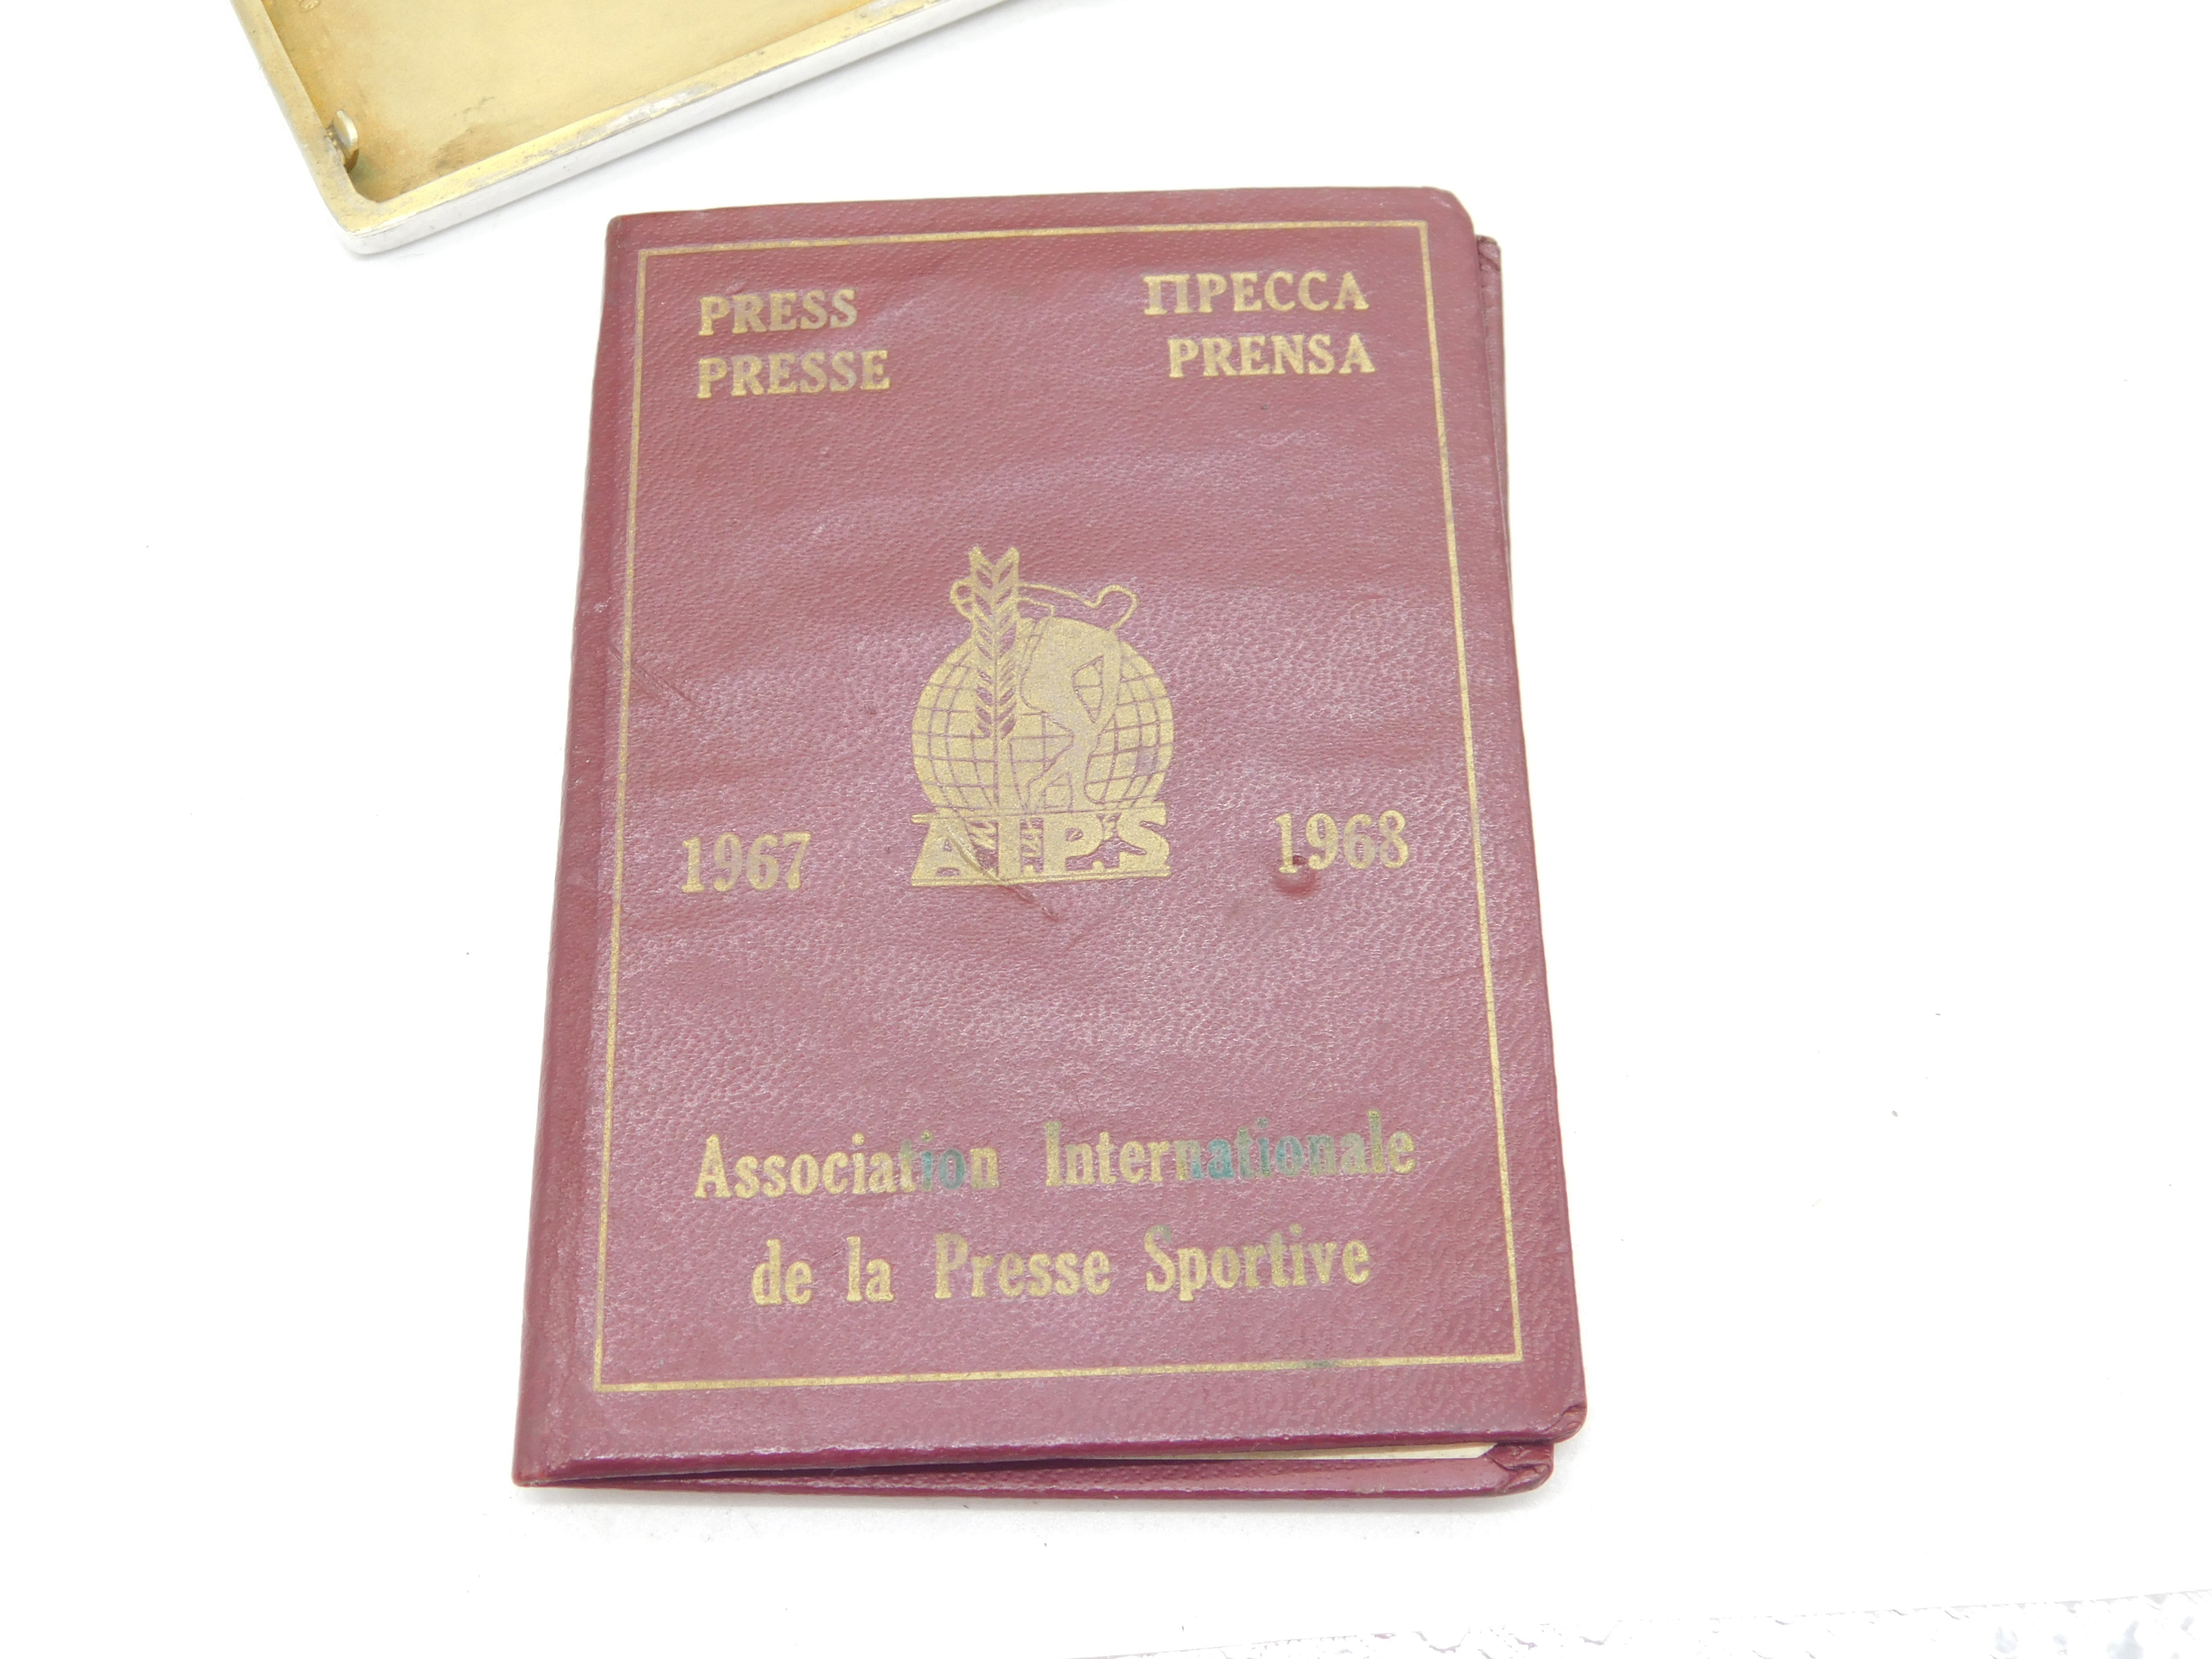 PRESS
PRESSE
ПРЕССА
PRENSA
A.I.P.S
1967
1968
Association Internationale
de la Presse Sportive